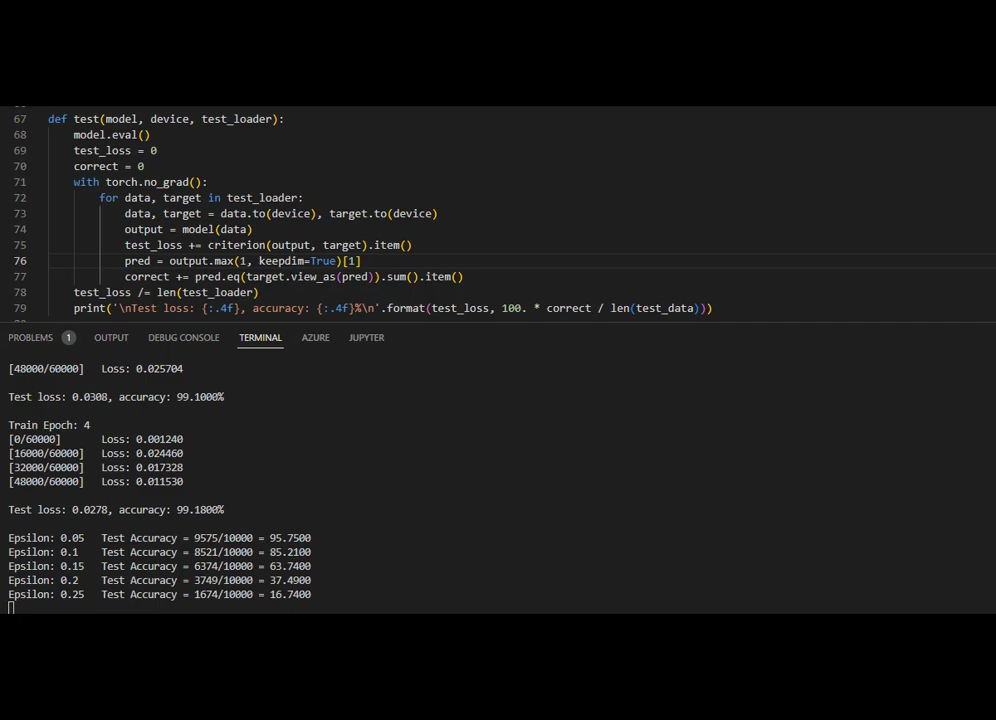 67 def test(model, device, test_loader):
68 model.eval()
69 test_loss = 0
70 correct = 0
71 with torch.no_grad():
72 for data, target in test_loader:
73 data, target = data.to(device), target.to(device)
74 output = model(data)
75 test_loss += criterion(output, target).item()
76 pred = output.max(1, keepdim=True)[1]
77 correct += pred.eq(target.view_as(pred)).sum().item()
78 test_loss /= len(test_loader)
79 print('\nTest loss: {:.4f}, accuracy: {:.4f}%\n'.format(test_loss, 100. * correct / len(test_data)))
PROBLEMS 1 OUTPUT DEBUG CONSOLE TERMINAL AZURE JUPYTER
[48000/60000] Loss: 0.025704
Test loss: 0.0308, accuracy: 99.1000%
Train Epoch: 4
[0/60000] Loss: 0.001240
[16000/60000] Loss: 0.024460
[32000/60000] Loss: 0.017328
[48000/60000] Loss: 0.011530
Test loss: 0.0278, accuracy: 99.1800%
Epsilon: 0.05 Test Accuracy = 9575/10000 = 95.7500
Epsilon: 0.1 Test Accuracy = 8521/10000 = 85.2100
Epsilon: 0.15 Test Accuracy = 6374/10000 = 63.7400
Epsilon: 0.2 Test Accuracy = 3749/10000 = 37.4900
Epsilon: 0.25 Test Accuracy = 1674/10000 = 16.7400